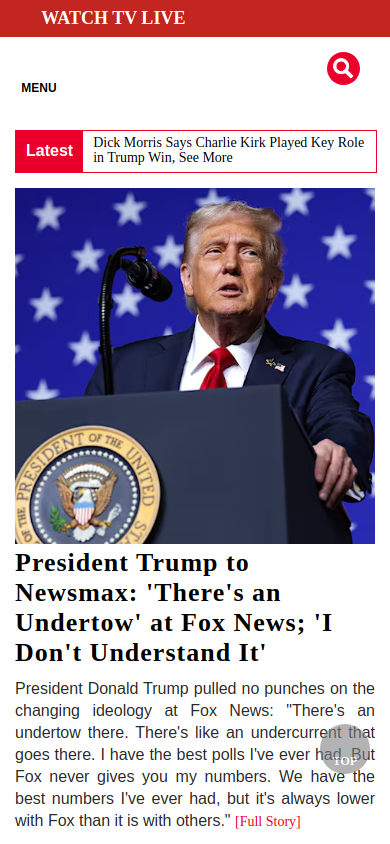 WATCH TV LIVE
MENU
Latest
Dick Morris Says Charlie Kirk Played Key Role
in Trump Win, See More
SEAL OF THE PRESIDENT OF THE UNITED
President Trump to
Newsmax: 'There's an
Undertow' at Fox News; 'I
Don't Understand It'
President Donald Trump pulled no punches on the
changing ideology at Fox News: "There's an
undertow there. There's like an undercurrent that
goes there. I have the best polls I've ever had. But
Fox never gives you my numbers. We have the
best numbers I've ever had, but it's always lower
with Fox than it is with others." [Full Story]
TOP